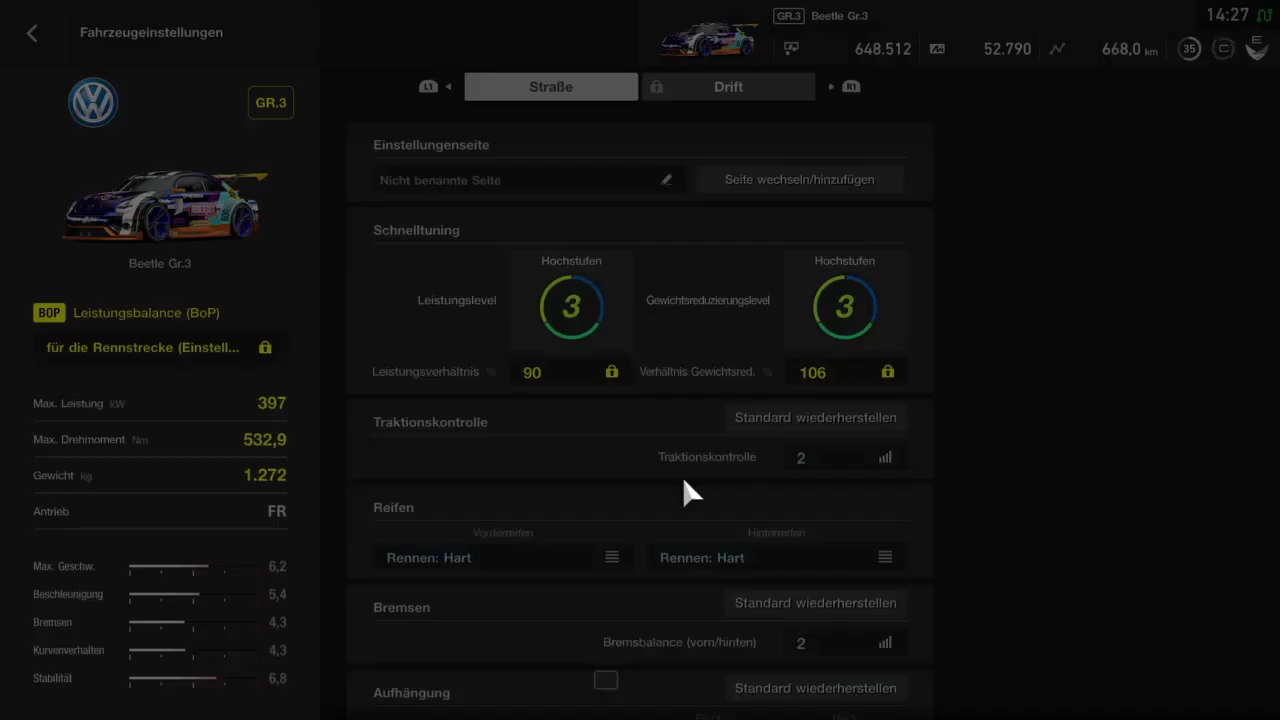 Fahrzeugeinstellungen
GR.3 Beetle Gr.3
14:27
648.512 52.790 668,0 km 35 C E
GR.3
L1 Straße Drift R1
Einstellungenseite
Nicht benannte Seite Seite wechseln/hinzufügen
Schnelltuning
Hochstufen Hochstufen
Leistungslevel 3 Gewichtsreduzierungslevel 3
Leistungsverhältnis % 90 Verhältnis Gewichtsred. % 106
Beetle Gr.3
BOP Leistungsbalance (BoP)
für die Rennstrecke (Einstell...
Max. Leistung kW 397
Max. Drehmoment Nm 532,9
Gewicht kg 1.272
Antrieb FR
Max. Geschw. 6,2
Beschleunigung 5,4
Bremsen 4,3
Kurvenverhalten 4,3
Stabilität 6,8
Traktionskontrolle Standard wiederherstellen
Traktionskontrolle 2
Reifen
Vorderreifen Hinterreifen
Rennen: Hart Rennen: Hart
Bremsen Standard wiederherstellen
Bremsbalance (vorn/hinten) 2
Aufhängung Standard wiederherstellen